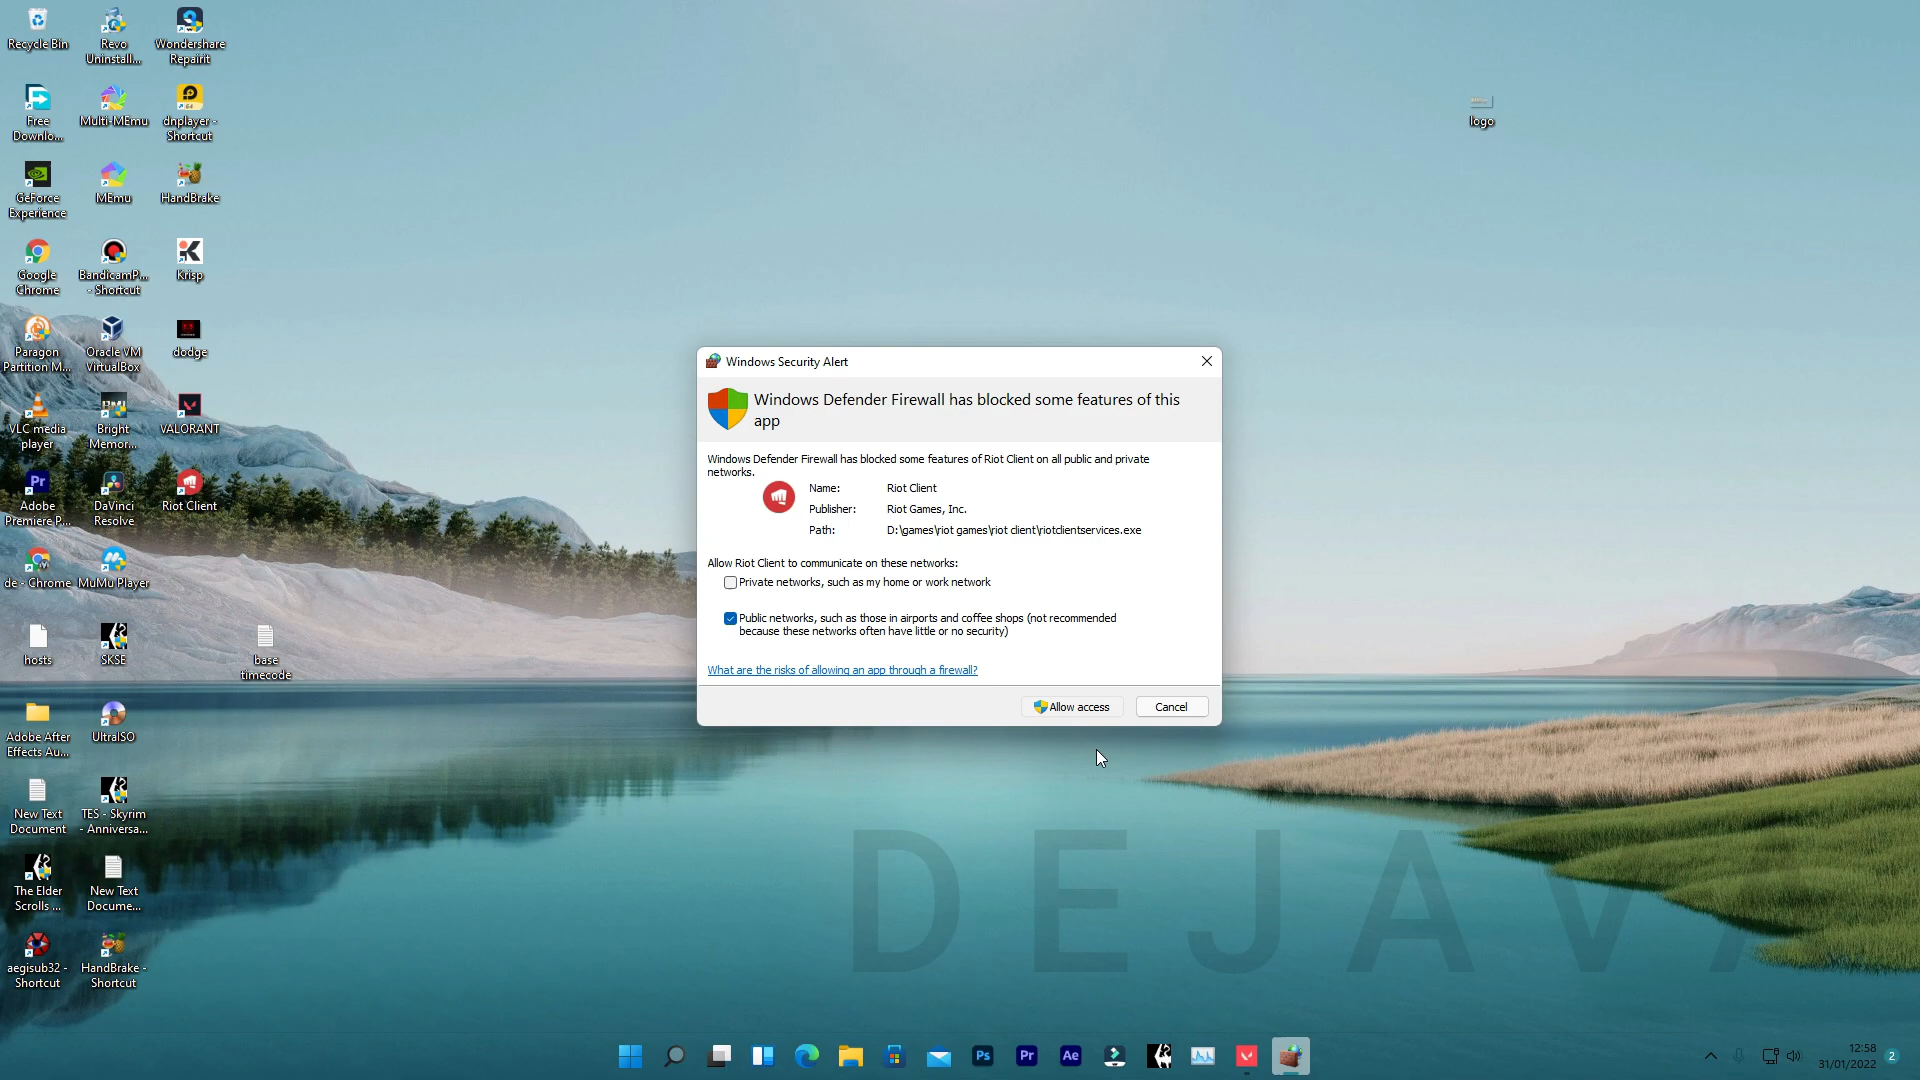 Recycle Bin
Revo
Uninstall...
Wondershare
Repairit
Free
Downlo...
Multi-MEmu
dnplayer -
Shortcut
GeForce
Experience
MEmu
HandBrake
Google
Chrome
BandicamP...
- Shortcut
Krisp
Paragon
Partition M...
Oracle VM
VirtualBox
dodge
VLC media
player
Bright
Memor...
VALORANT
Adobe
Premiere P...
DaVinci
Resolve
Riot Client
de - Chrome
MuMu Player
hosts
SKSE
base
timecode
Adobe After
Effects Au...
UltraISO
New Text
Document
TES - Skyrim
- Anniversa...
The Elder
Scrolls ...
New Text
Docume...
aegisub32 -
Shortcut
HandBrake -
Shortcut
logo
Windows Security Alert
Windows Defender Firewall has blocked some features of this
app
Windows Defender Firewall has blocked some features of Riot Client on all public and private
networks.
Name: Riot Client
Publisher: Riot Games, Inc.
Path: D:\games\riot games\riot client\riotclientservices.exe
Allow Riot Client to communicate on these networks:
Private networks, such as my home or work network
Public networks, such as those in airports and coffee shops (not recommended
because these networks often have little or no security)
What are the risks of allowing an app through a firewall?
Allow access
Cancel
DEJAVA
Ps
Pr
Ae
12:58
31/01/2022
2